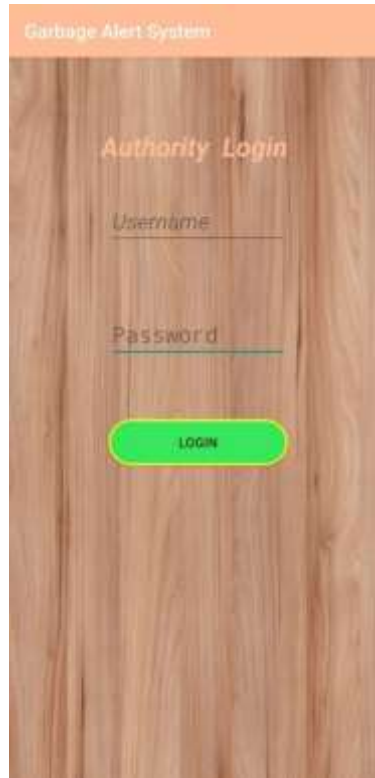 Garbage Alert System
Authority Login
Username
Password
LOGIN